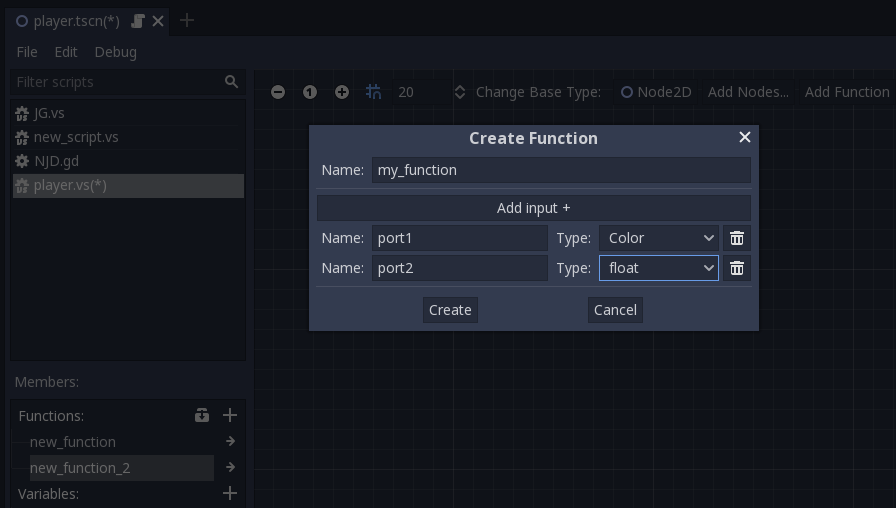 player.tscn(*)
File Edit Debug
Filter scripts
20 Change Base Type: Node2D Add Nodes... Add Function
JG.vs
new_script.vs
NJD.gd
player.vs(*)
Create Function
Name: my_function
Add input +
Name: port1 Type: Color
Name: port2 Type: float
Create Cancel
Members:
Functions:
new_function
new_function_2
Variables: